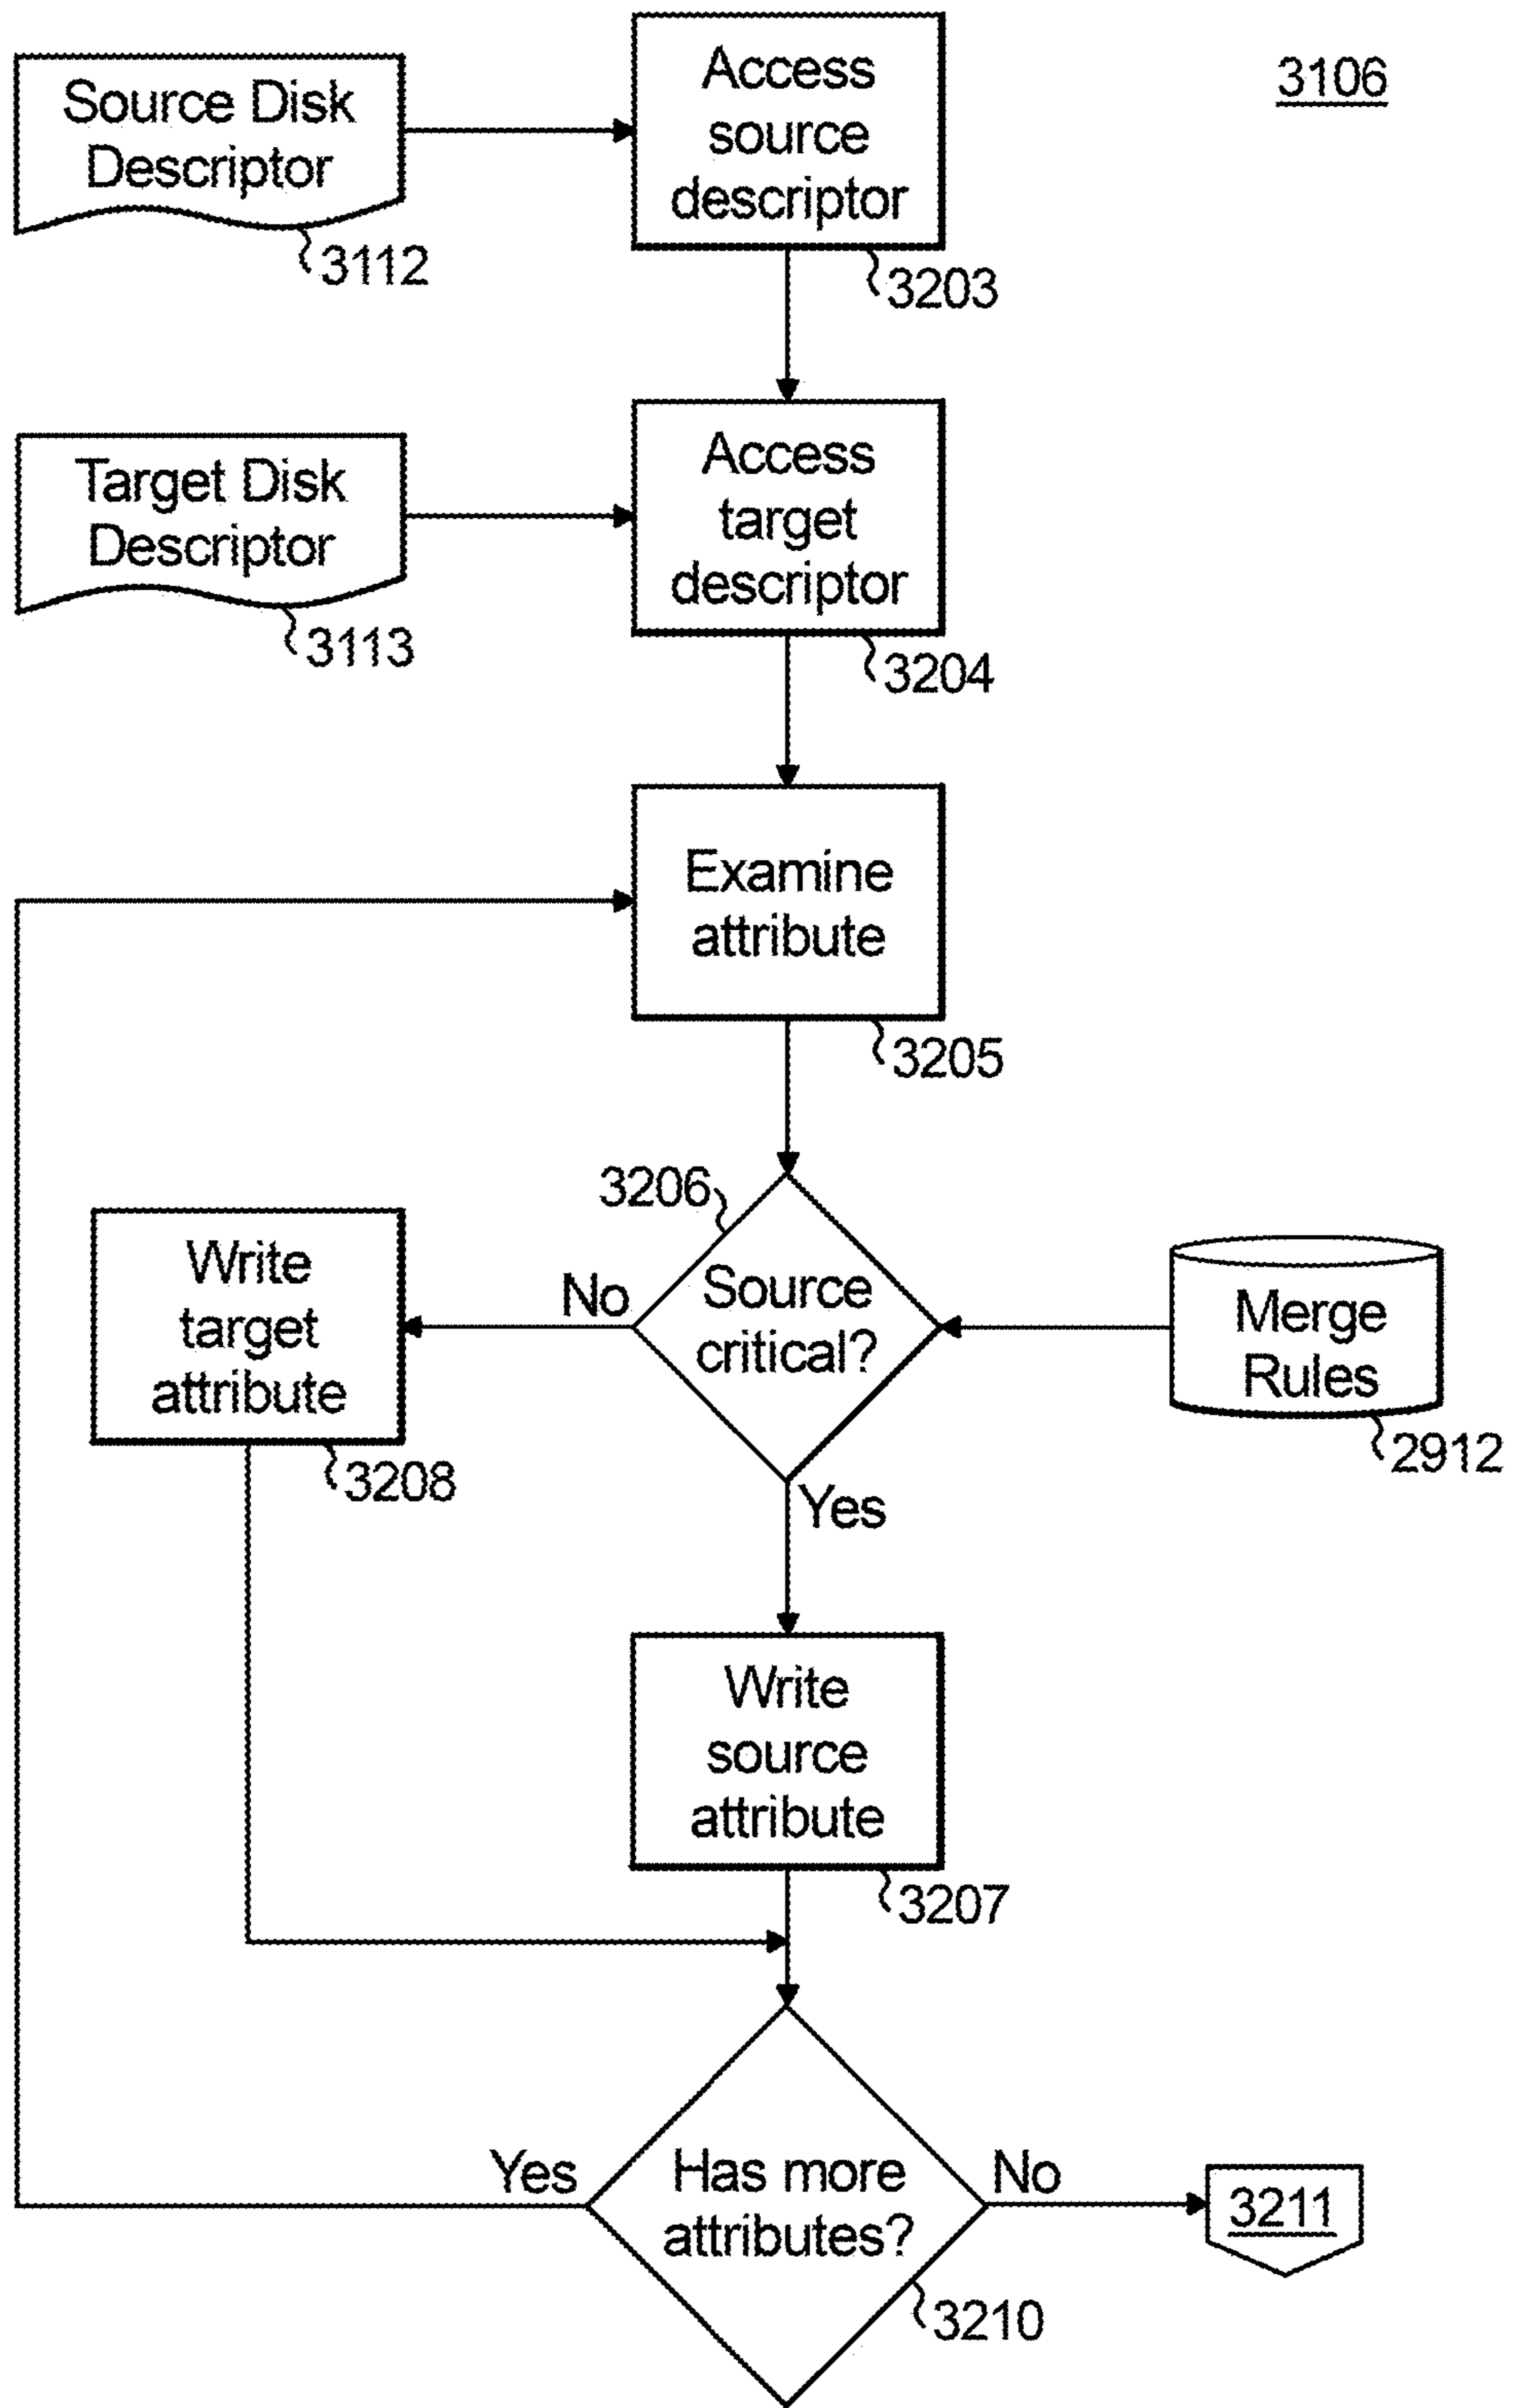 3106
Source Disk
Descriptor
3112
Access
source
descriptor
3203
Target Disk
Descriptor
3113
Access
target
descriptor
3204
Examine
attribute
3205
3206
Source
critical?
No
Yes
Write
target
attribute
3208
Merge
Rules
2912
Write
source
attribute
3207
Has more
attributes?
Yes
No
3210
3211